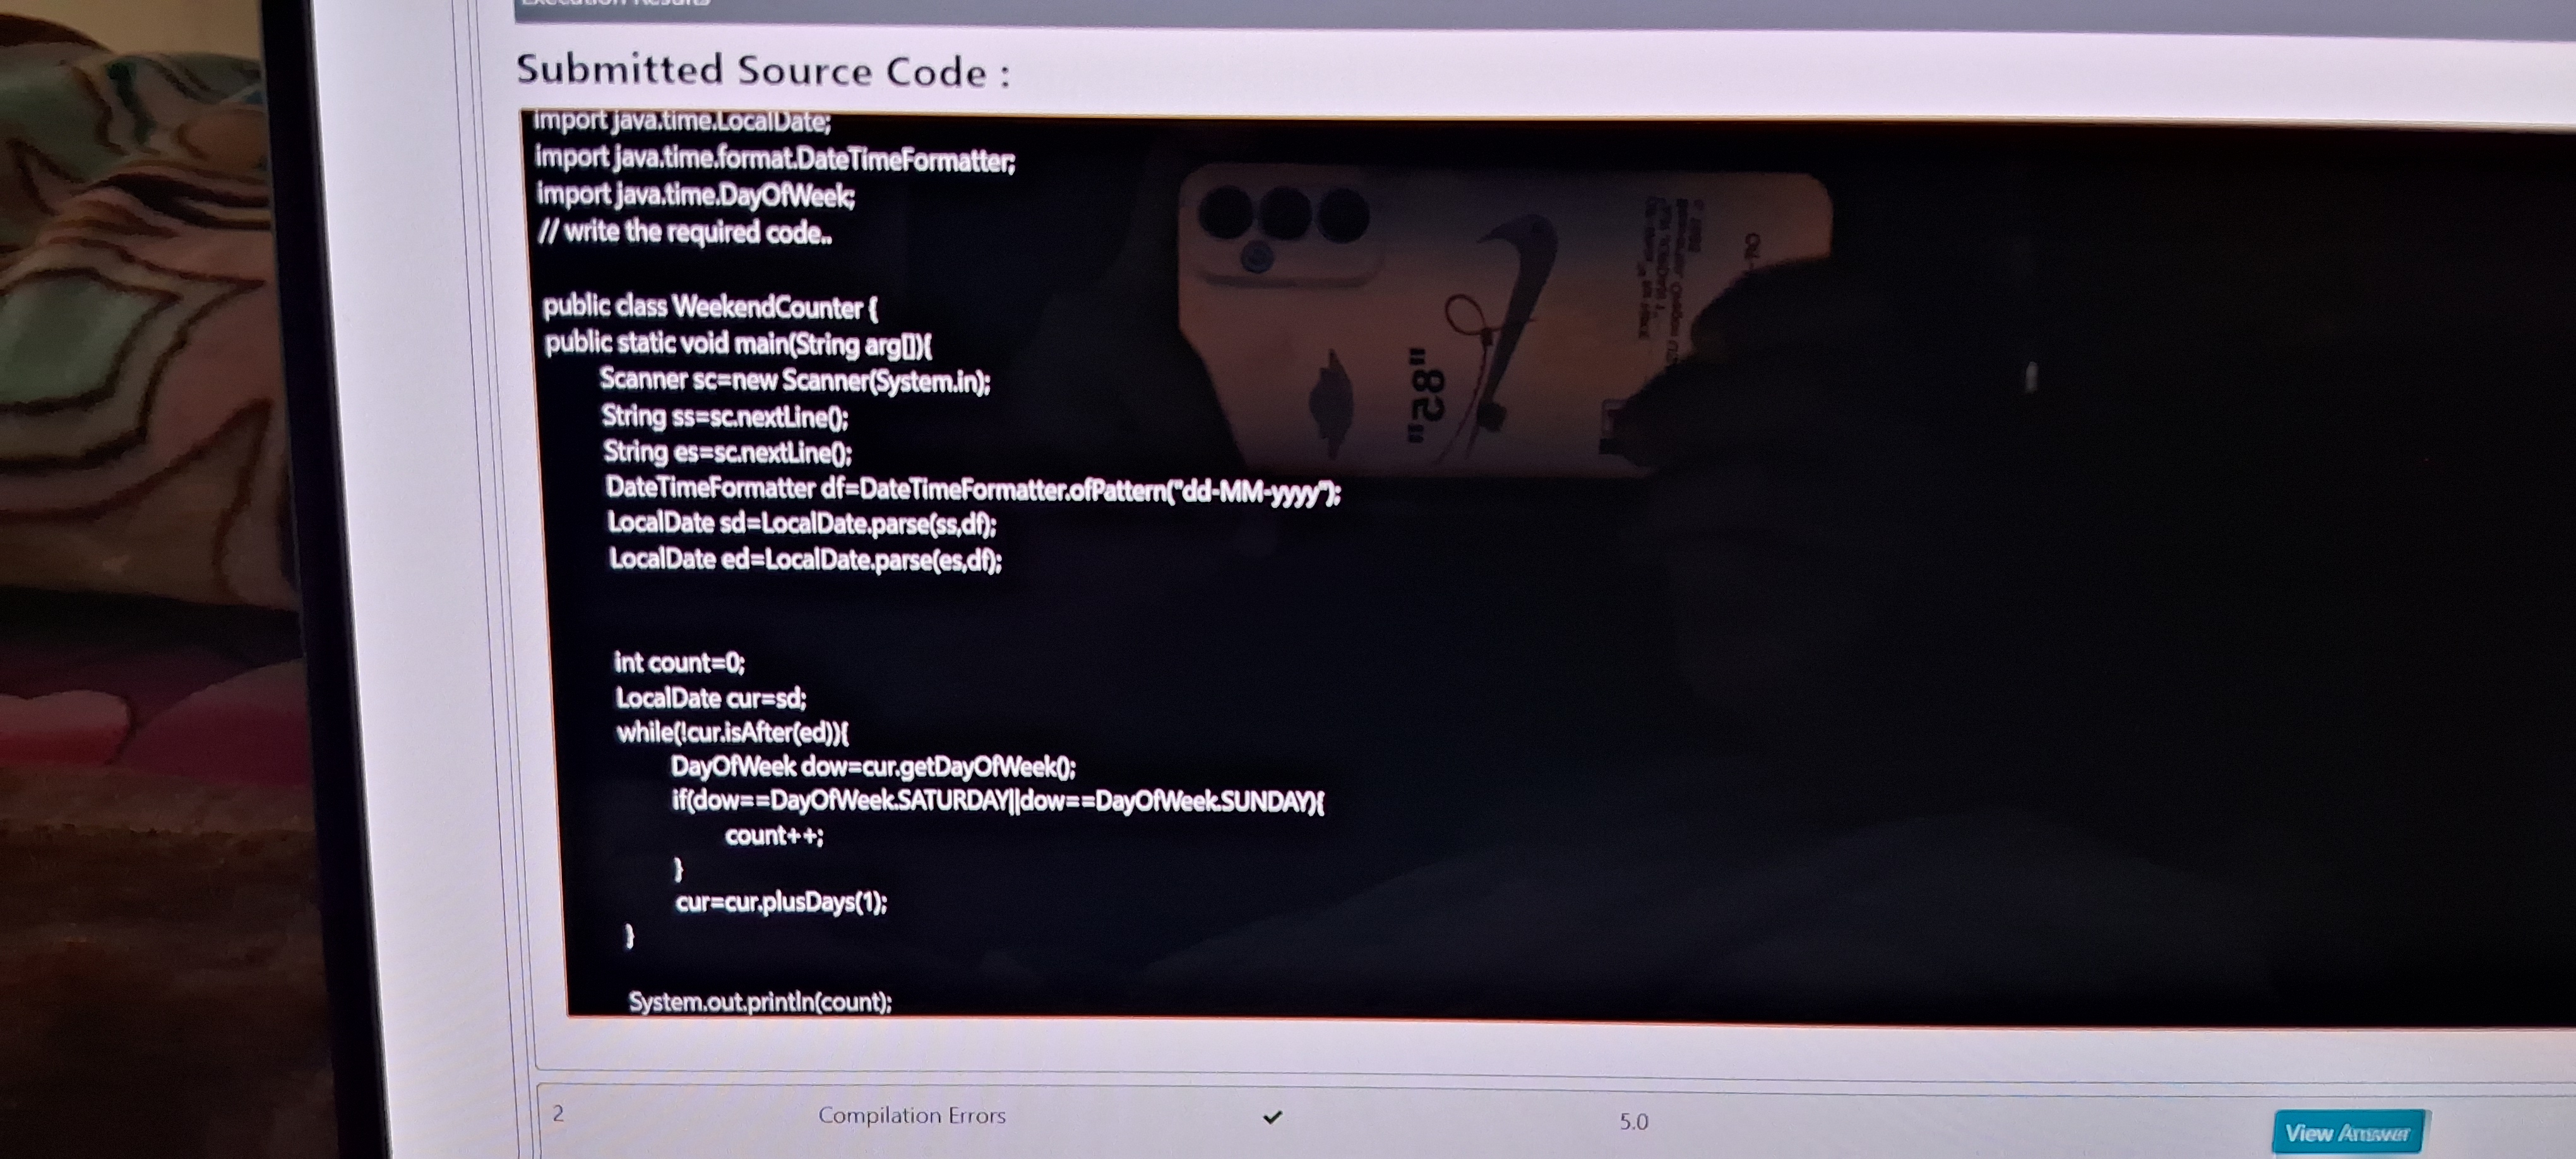 Execution Results
Submitted Source Code :
import java.time.LocalDate;
import java.time.format.DateTimeFormatter;
import java.time.DayOfWeek;
// write the required code..
public class WeekendCounter {
public static void main(String arg[]){
Scanner sc=new Scanner(System.in);
String ss=sc.nextLine();
String es=sc.nextLine();
DateTimeFormatter df=DateTimeFormatter.ofPattern("dd-MM-yyyy");
LocalDate sd=LocalDate.parse(ss,df);
LocalDate ed=LocalDate.parse(es,df);
int count=0;
LocalDate cur=sd;
while(!cur.isAfter(ed)){
DayOfWeek dow=cur.getDayOfWeek();
if(dow==DayOfWeek.SATURDAY||dow==DayOfWeek.SUNDAY){
count++;
}
cur=cur.plusDays(1);
}
System.out.println(count);
2 Compilation Errors ✓ 5.0 View Answer
"85"